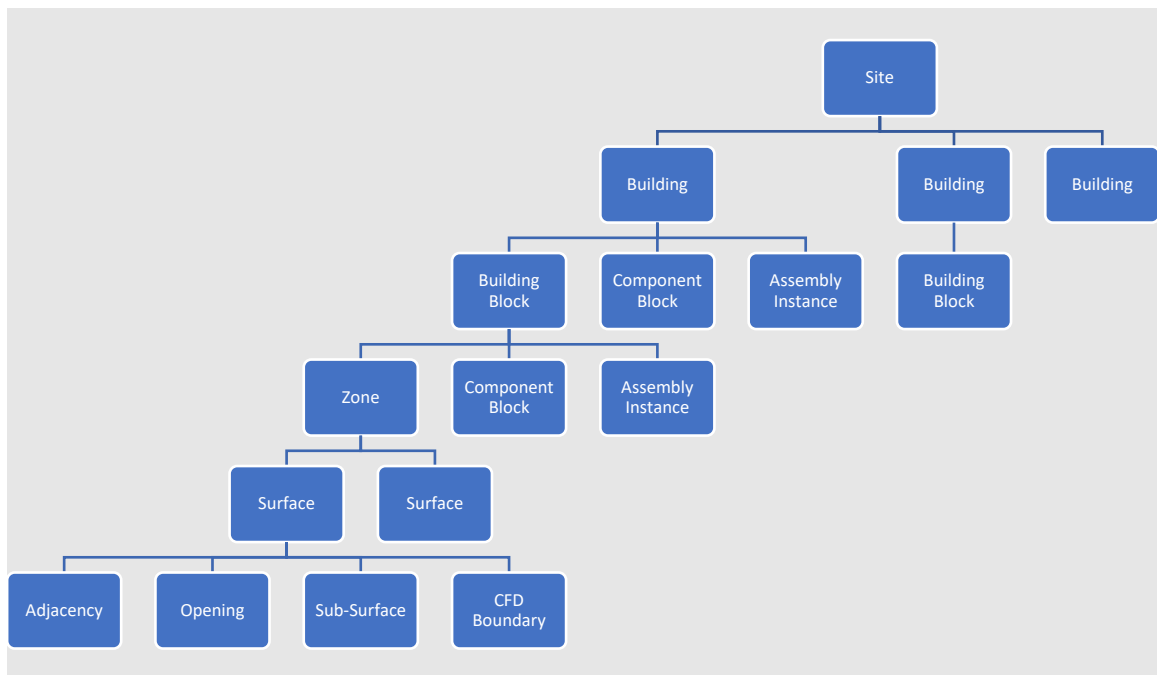 Site
Building
Building
Building
Building
Block
Component
Block
Assembly
Instance
Building
Block
Zone
Component
Block
Assembly
Instance
Surface
Surface
Adjacency
Opening
Sub-Surface
CFD
Boundary